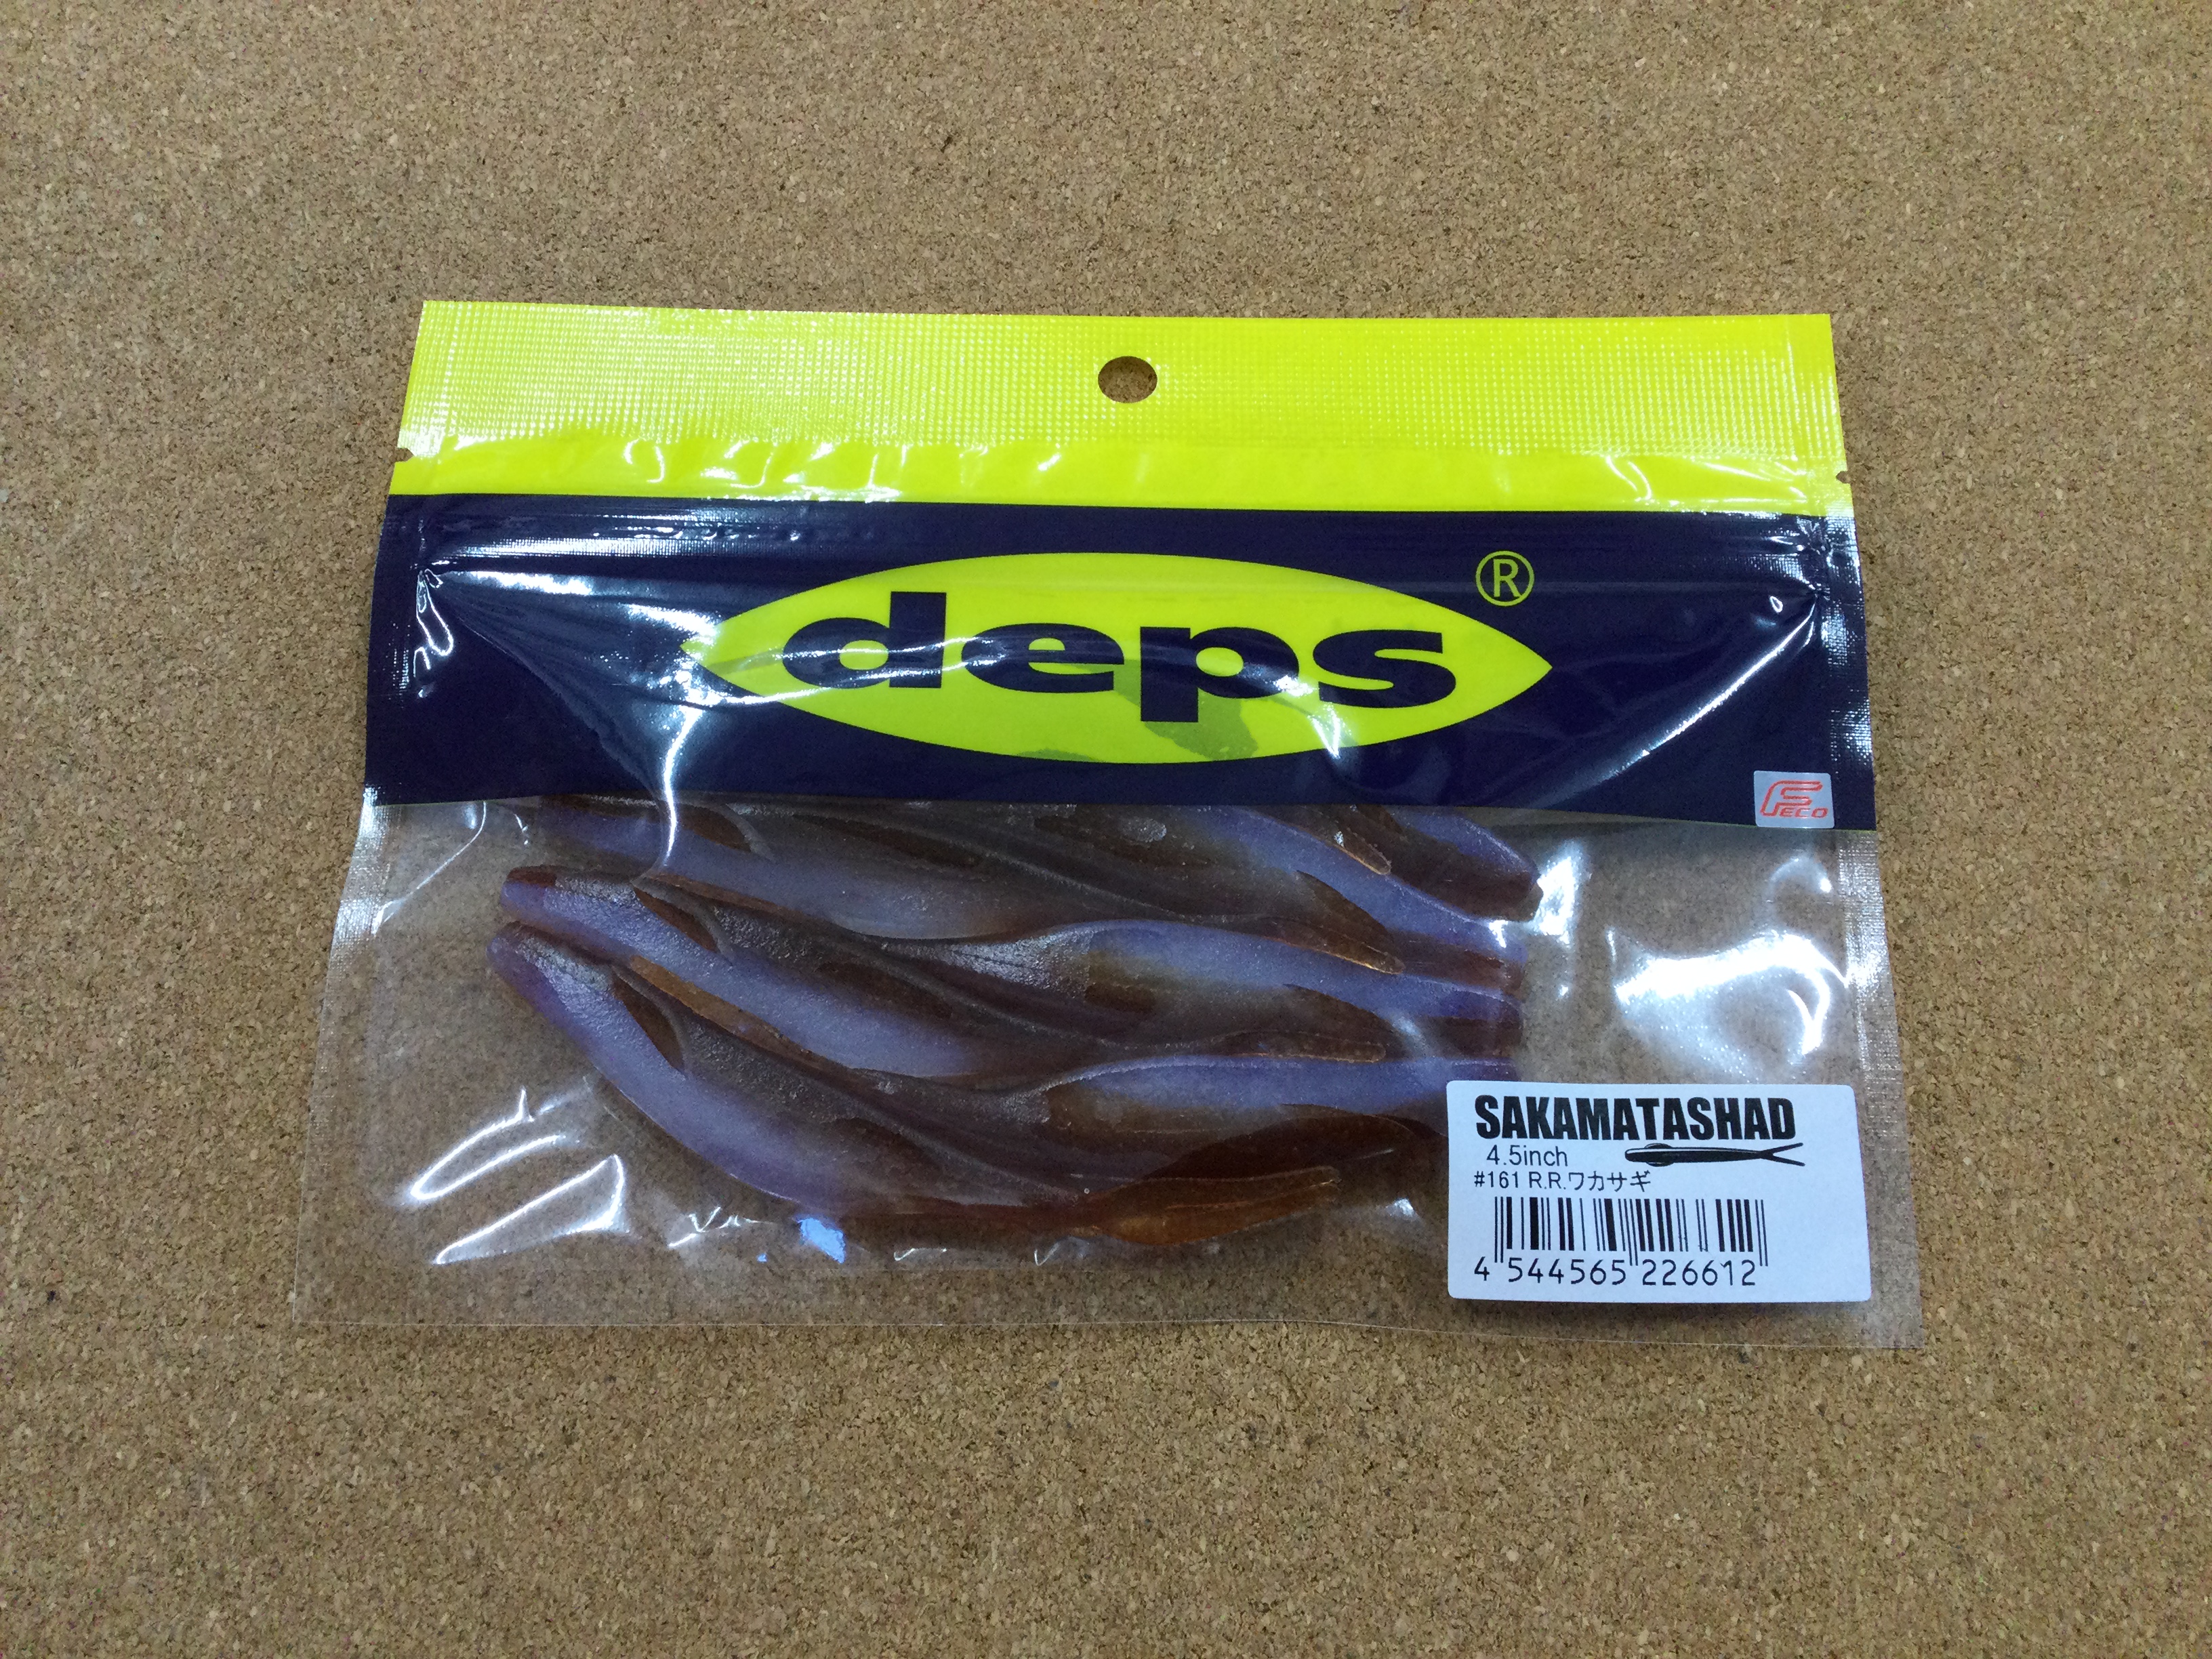 deps®
FECO
SAKAMATASHAD
4.5inch
#161 R.R.ワカサギ
4 544565 226612